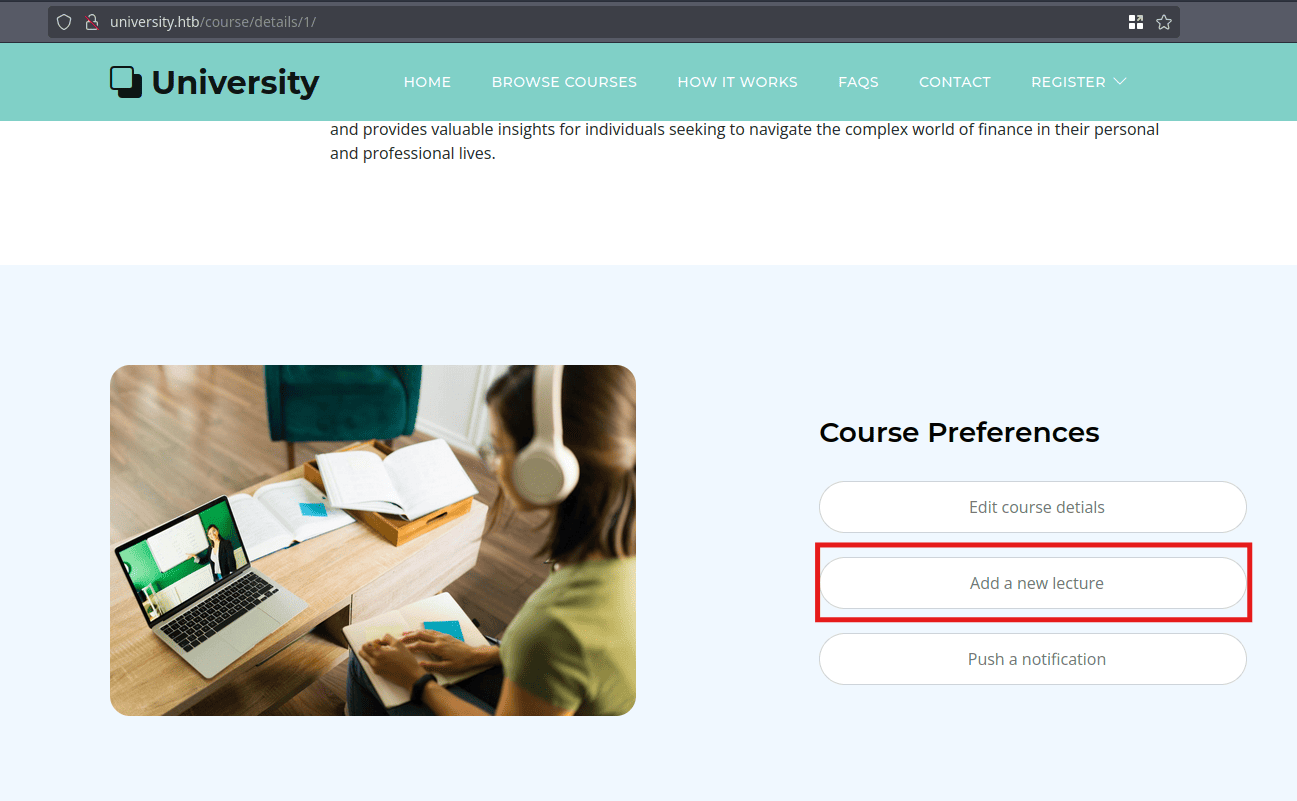 university.htb/course/details/1/
University
HOME
BROWSE COURSES
HOW IT WORKS
FAQS
CONTACT
REGISTER
and provides valuable insights for individuals seeking to navigate the complex world of finance in their personal
and professional lives.
Course Preferences
Edit course detials
Add a new lecture
Push a notification